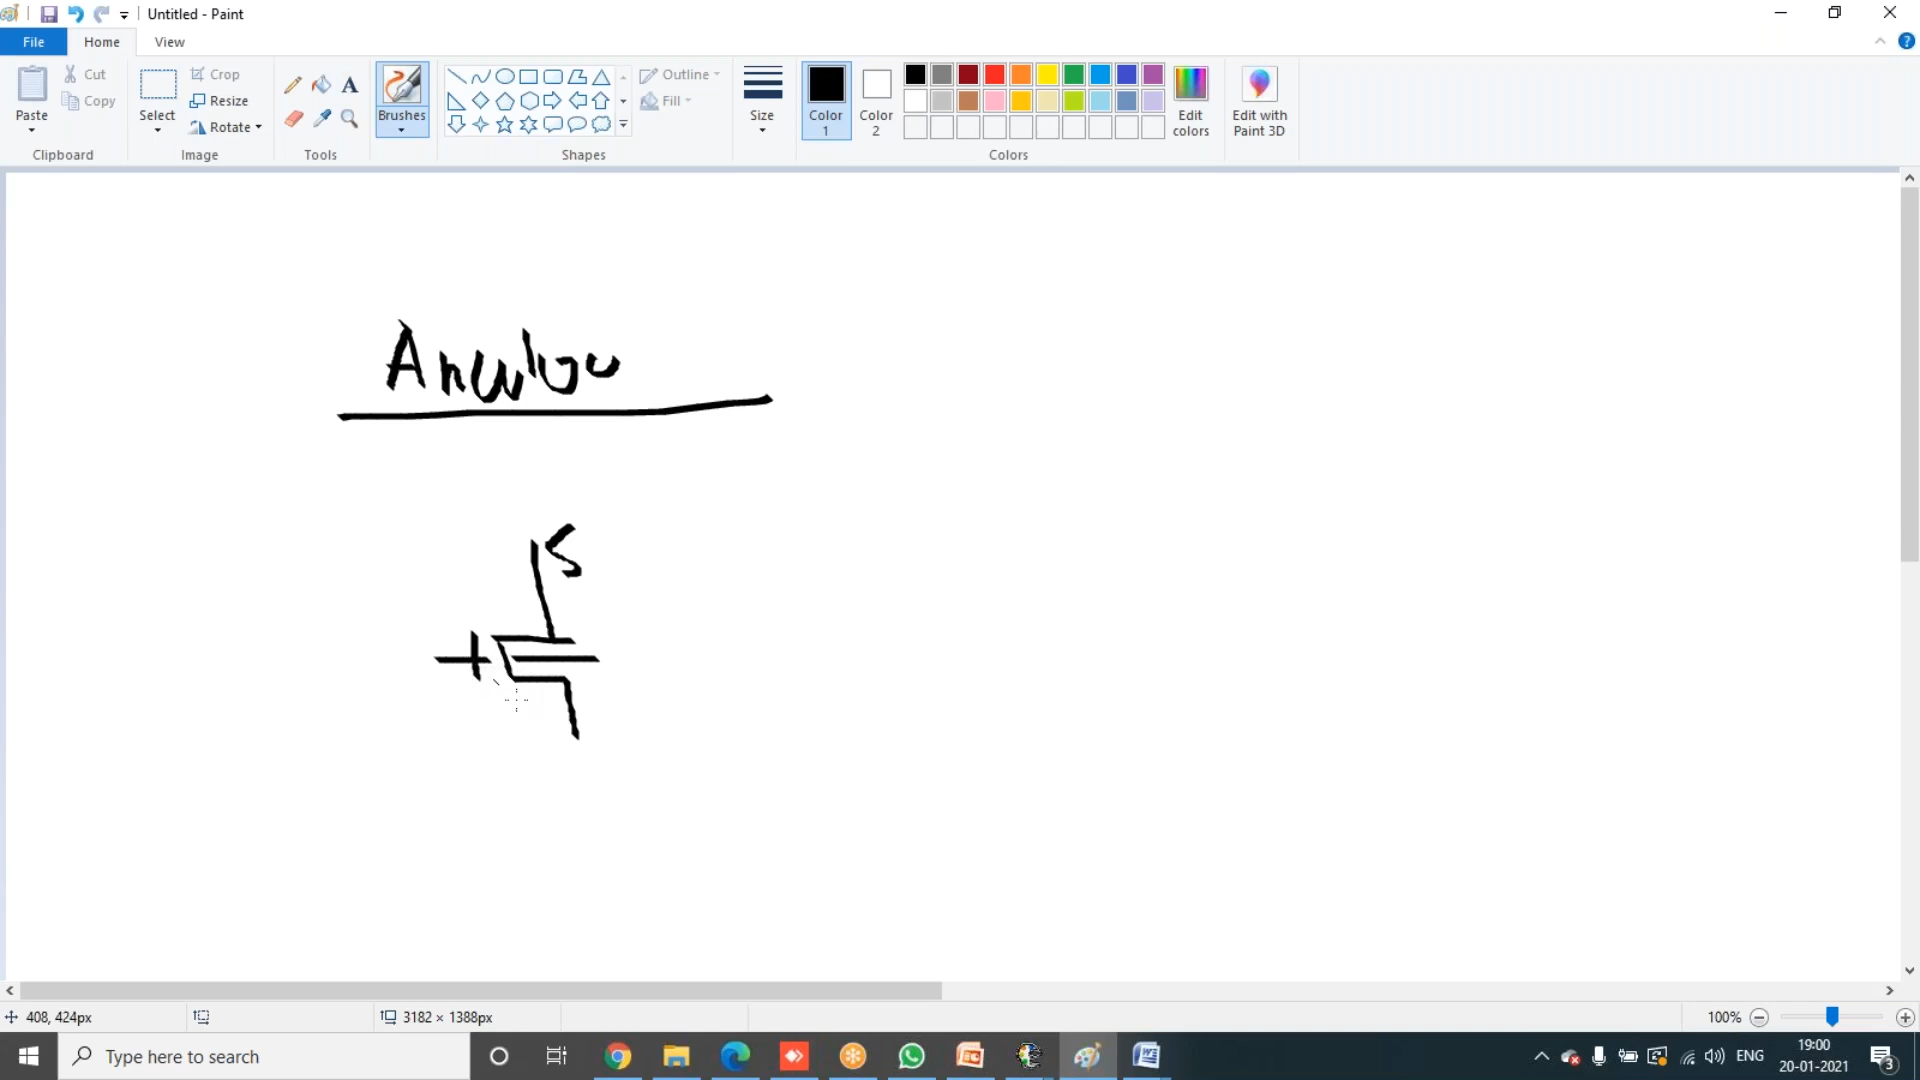 Untitled - Paint
File Home View
Paste Cut Copy Select Crop Resize Rotate Brushes Outline Fill Size Color 1 Color 2 Edit colors Edit with Paint 3D
Clipboard Image Tools Shapes Colors
S
408, 424px 3182 × 1388px 100%
Type here to search ENG 19:00 20-01-2021 3